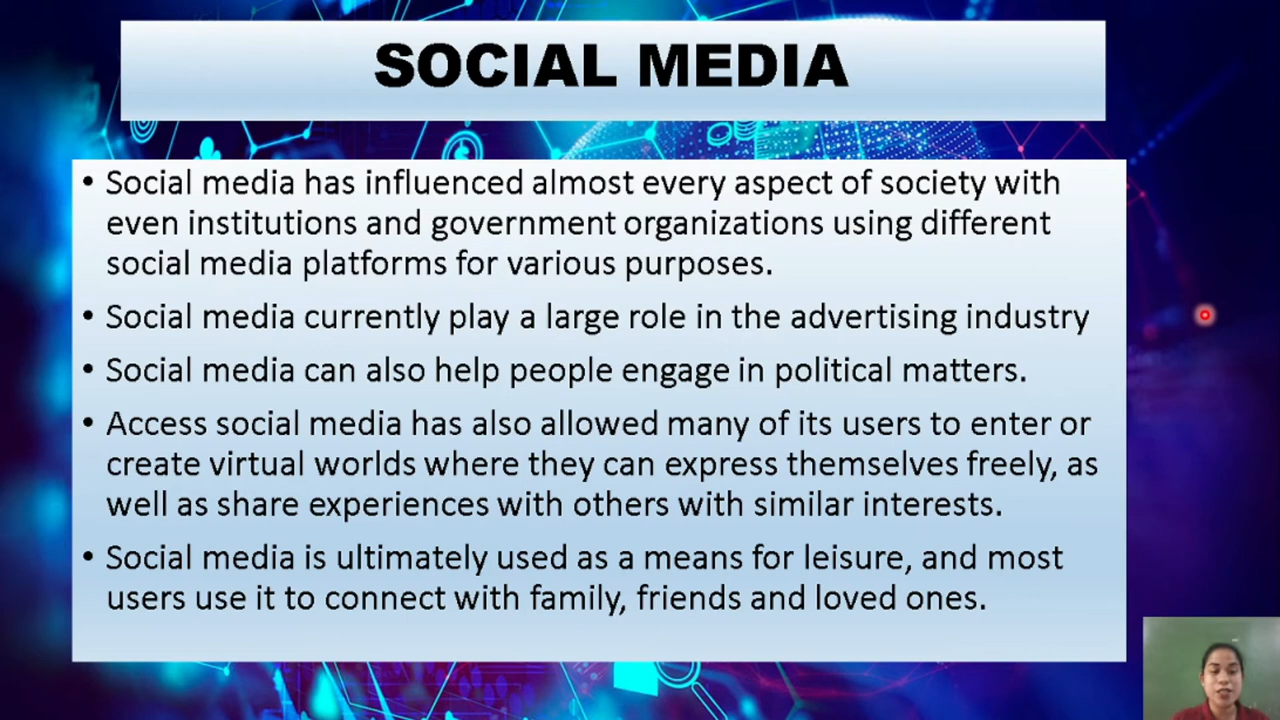 SOCIAL MEDIA
• Social media has influenced almost every aspect of society with
even institutions and government organizations using different
social media platforms for various purposes.
• Social media currently play a large role in the advertising industry
• Social media can also help people engage in political matters.
• Access social media has also allowed many of its users to enter or
create virtual worlds where they can express themselves freely, as
well as share experiences with others with similar interests.
• Social media is ultimately used as a means for leisure, and most
users use it to connect with family, friends and loved ones.